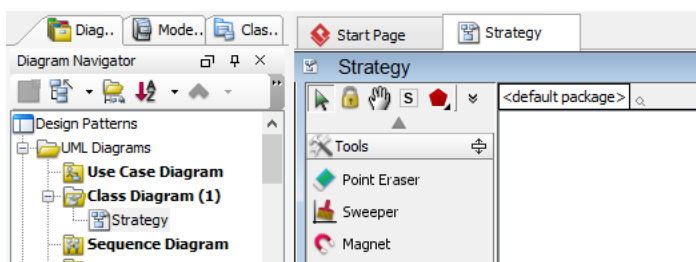 Diag..
Mode..
Clas..
Start Page
Strategy
Diagram Navigator
Strategy
S
<default package>
Design Patterns
UML Diagrams
Use Case Diagram
Class Diagram (1)
Strategy
Sequence Diagram
Tools
Point Eraser
Sweeper
Magnet